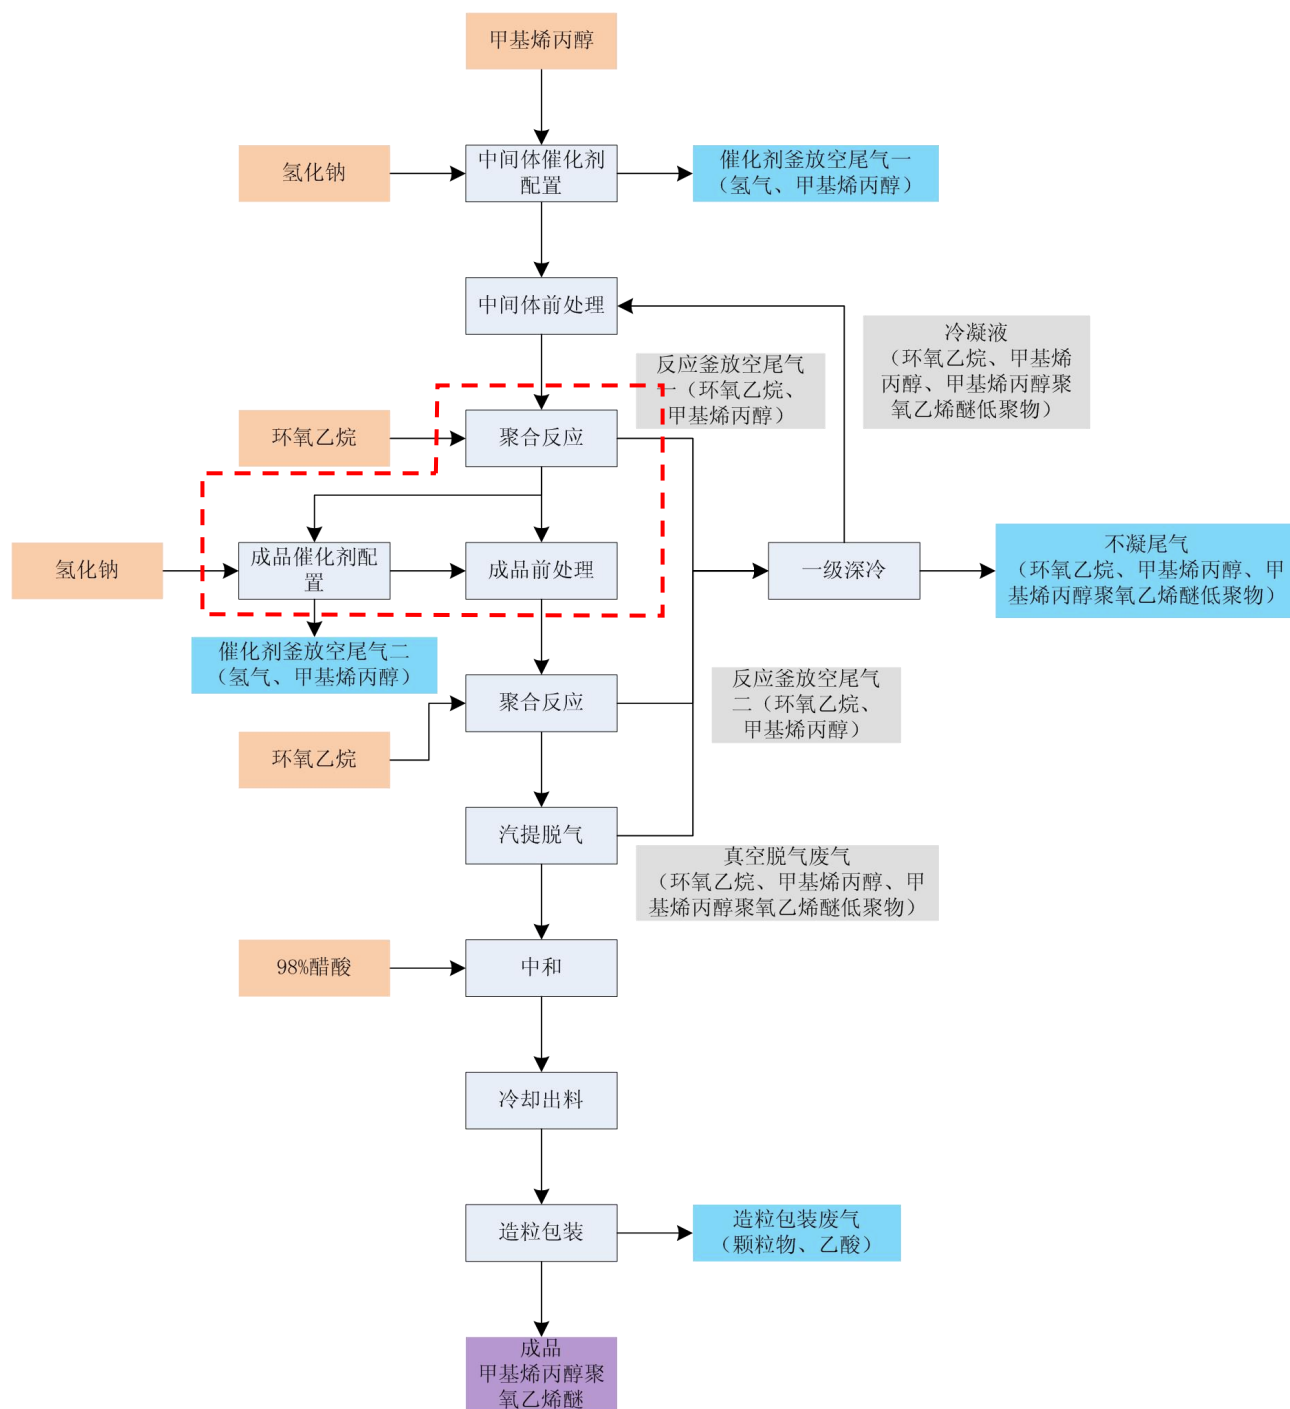 甲基烯丙醇
氢化钠
中间体催化剂
配置
催化剂釜放空尾气一
（氢气、甲基烯丙醇）
中间体前处理
冷凝液
（环氧乙烷、甲基烯
丙醇、甲基烯丙醇聚
氧乙烯醚低聚物）
反应釜放空尾气
一（环氧乙烷、
甲基烯丙醇）
环氧乙烷
聚合反应
氢化钠
成品催化剂配
置
成品前处理
一级深冷
不凝尾气
（环氧乙烷、甲基烯丙醇、甲
基烯丙醇聚氧乙烯醚低聚物）
催化剂釜放空尾气二
（氢气、甲基烯丙醇）
聚合反应
反应釜放空尾气
二（环氧乙烷、
甲基烯丙醇）
环氧乙烷
汽提脱气
真空脱气废气
（环氧乙烷、甲基烯丙醇、甲
基烯丙醇聚氧乙烯醚低聚物）
98%醋酸
中和
冷却出料
造粒包装
造粒包装废气
（颗粒物、乙酸）
成品
甲基烯丙醇聚
氧乙烯醚